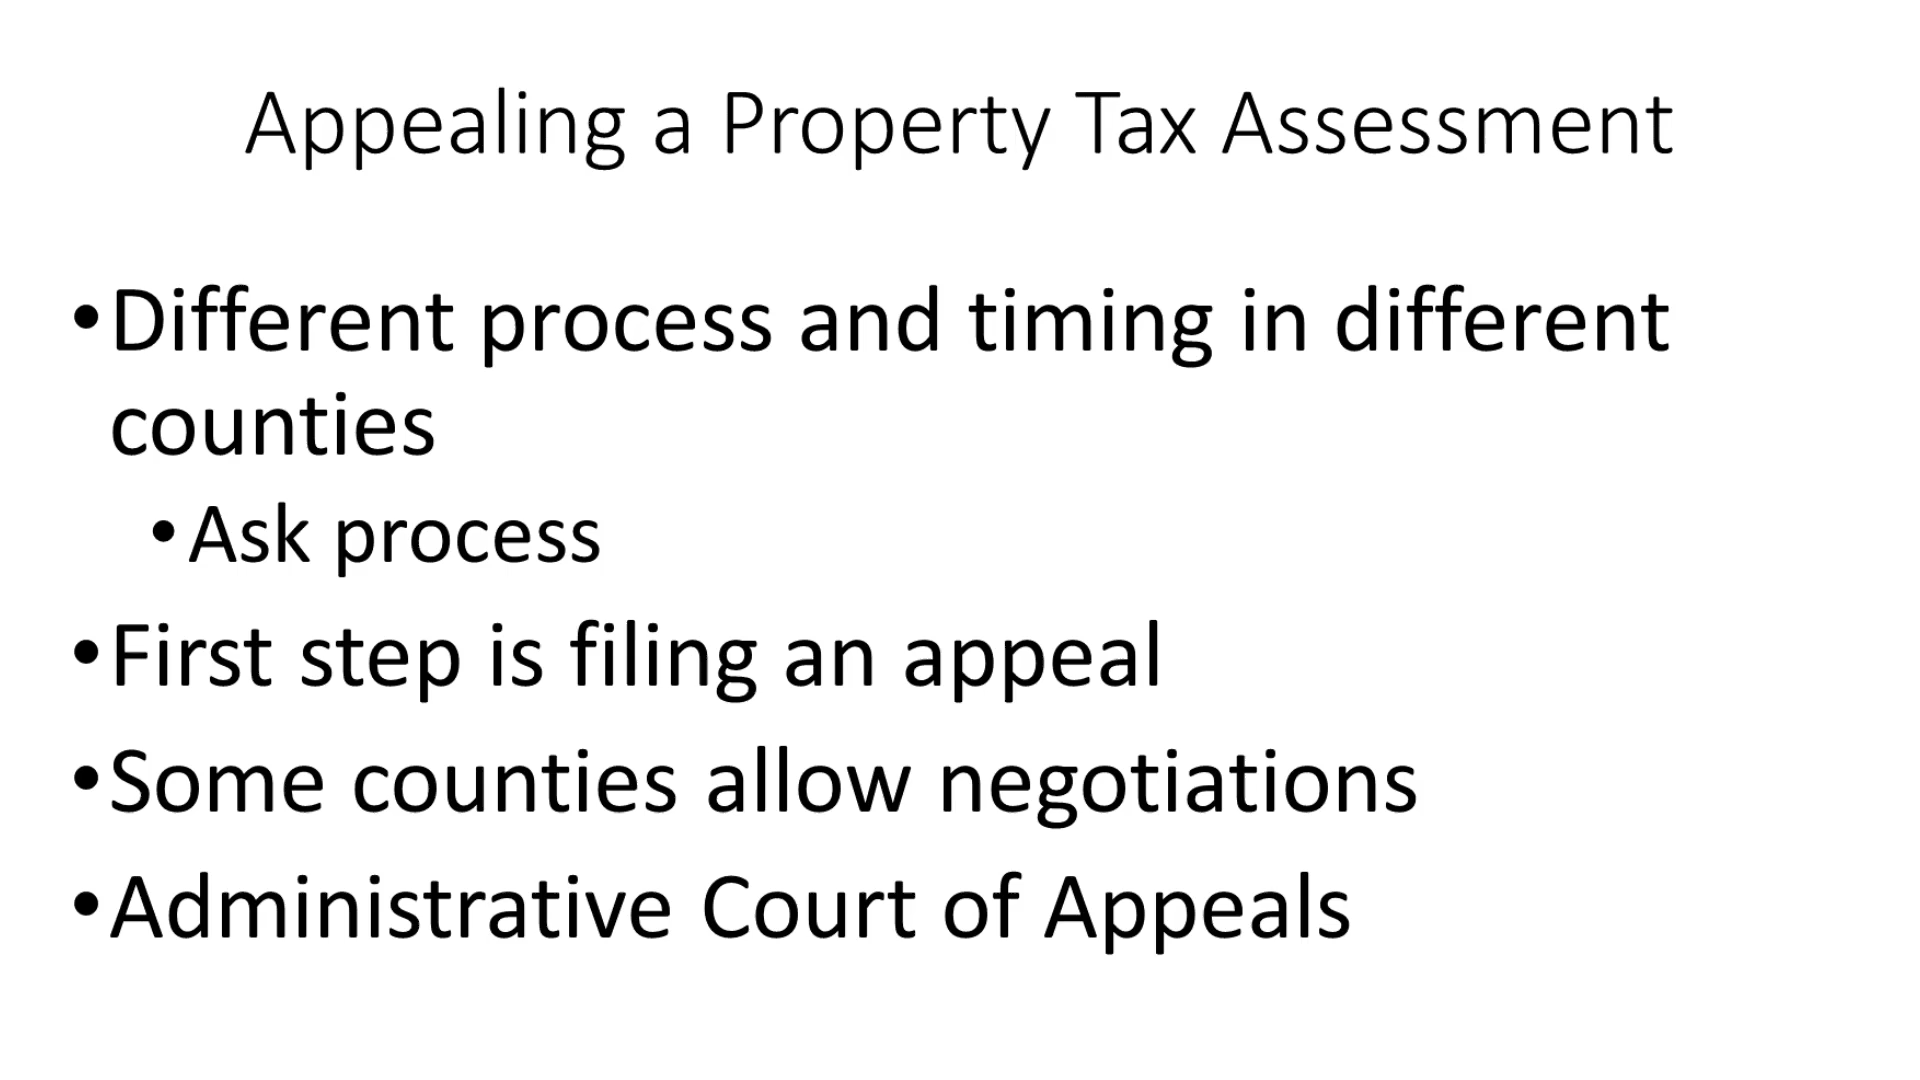 Appealing a Property Tax Assessment
•Different process and timing in different
counties
•Ask process
•First step is filing an appeal
•Some counties allow negotiations
•Administrative Court of Appeals